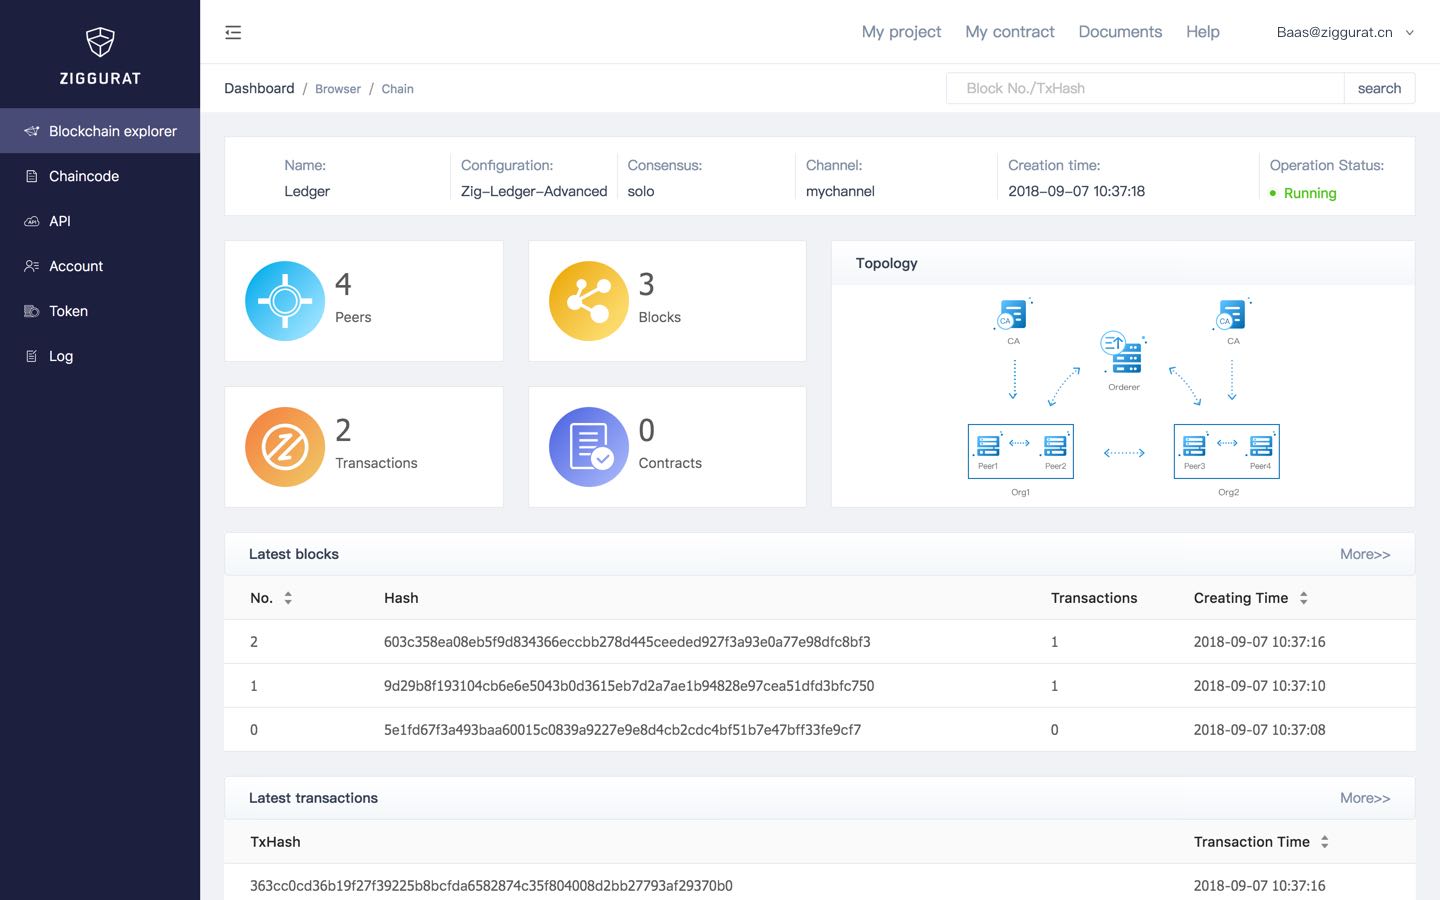 ZIGGURAT
My project My contract Documents Help Baas@ziggurat.cn
Dashboard / Browser / Chain
Block No./TxHash search
Blockchain explorer
Chaincode
API
Account
Token
Log
Name: Configuration: Consensus: Channel: Creation time: Operation Status:
Ledger Zig-Ledger-Advanced solo mychannel 2018-09-07 10:37:18 Running
4
Peers
3
Blocks
2
Transactions
0
Contracts
Topology
CA CA
CA CA
Orderer
Peer1 Peer2 Peer3 Peer4
Org1 Org2
Latest blocks More>>
No. Hash Transactions Creating Time
2 603c358ea08eb5f9d834366eccbb278d445ceeded927f3a93e0a77e98dfc8bf3 1 2018-09-07 10:37:16
1 9d29b8f193104cb6e6e5043b0d3615eb7d2a7ae1b94828e97cea51dfd3bfc750 1 2018-09-07 10:37:10
0 5e1fd67f3a493baa60015c0839a9227e9e8d4cb2cdc4bf51b7e47bff33fe9cf7 0 2018-09-07 10:37:08
Latest transactions More>>
TxHash Transaction Time
363cc0cd36b19f27f39225b8bcfda6582874c35f804008d2bb27793af29370b0 2018-09-07 10:37:16